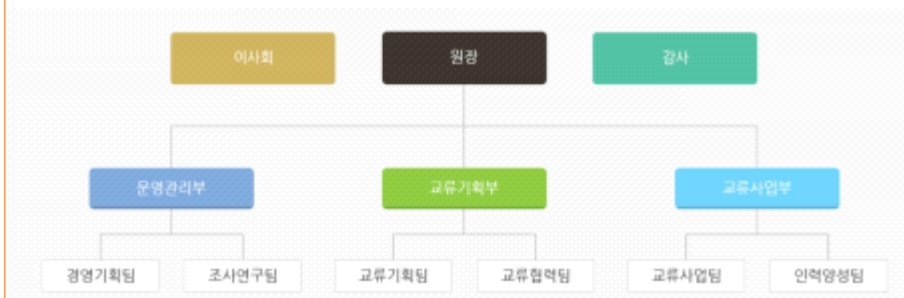 이사회 원장 감사
운영관리부 교류기획부 교류사업부
경영기획팀 조사연구팀 교류기획팀 교류협력팀 교류사업팀 인력양성팀